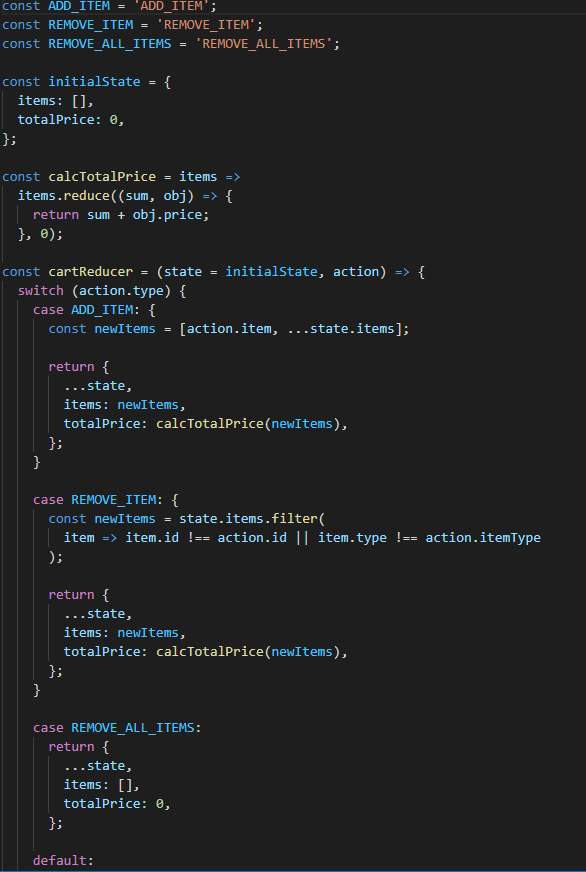 const ADD_ITEM = 'ADD_ITEM';
const REMOVE_ITEM = 'REMOVE_ITEM';
const REMOVE_ALL_ITEMS = 'REMOVE_ALL_ITEMS';

const initialState = {
  items: [],
  totalPrice: 0,
};

const calcTotalPrice = items =>
  items.reduce((sum, obj) => {
    return sum + obj.price;
  }, 0);

const cartReducer = (state = initialState, action) => {
  switch (action.type) {
    case ADD_ITEM: {
      const newItems = [action.item, ...state.items];

      return {
        ...state,
        items: newItems,
        totalPrice: calcTotalPrice(newItems),
      };
    }

    case REMOVE_ITEM: {
      const newItems = state.items.filter(
        item => item.id !== action.id || item.type !== action.itemType
      );

      return {
        ...state,
        items: newItems,
        totalPrice: calcTotalPrice(newItems),
      };
    }

    case REMOVE_ALL_ITEMS:
      return {
        ...state,
        items: [],
        totalPrice: 0,
      };

    default: